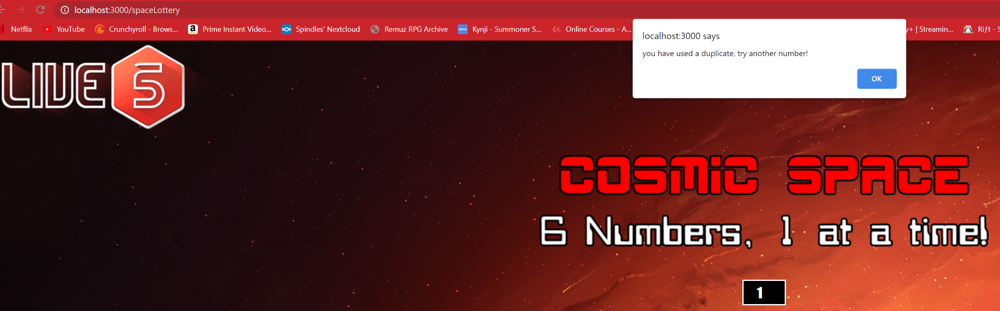 localhost:3000/spaceLottery
Netflix YouTube Crunchyroll - Brows... Prime Instant Video... Spindles' Nextcloud Remuz RPG Archive OP.GG Kynji - Summoner S... Online Courses - A... y+ | Streamin... Rift - S
localhost:3000 says
you have used a duplicate, try another number!
OK
LIVE 5
COSMIC SPACE
6 Numbers, 1 at a time!
1